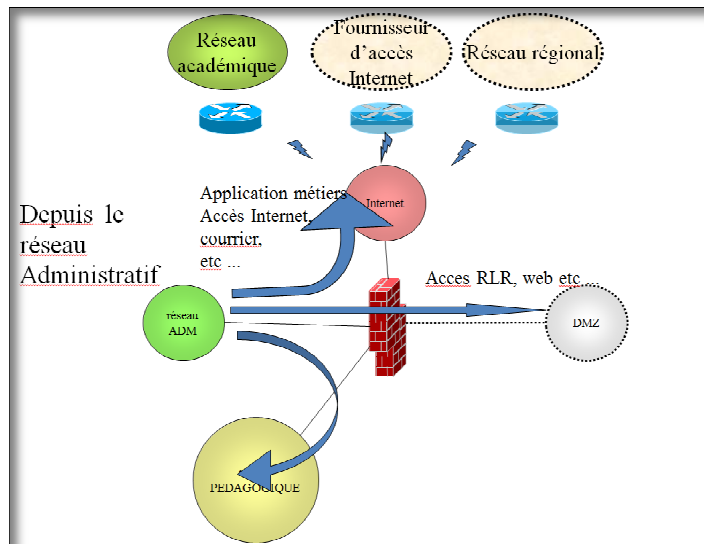 Réseau
académique
Fournisseur
d’accès
Internet
Réseau régional
Application métiers
Accès Internet,
courrier,
etc ...
Internet
Depuis le
réseau
Administratif
Acces RLR, web etc ...
réseau
ADM
DMZ
PEDAGOGIQUE